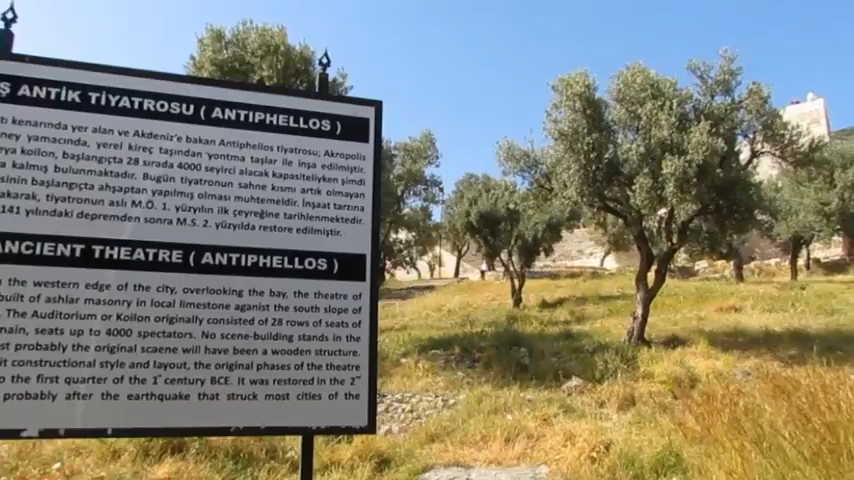 Ş ANTİK TİYATROSU ( ANTIPHELLOS )
tı kenarında yer alan ve Akdeniz'e bakan Antiphellos tiyatrosu, Akropolis
ney yamacında, yerel kireç taşından yontma taşlar ile inşa edilmiştir.
koilon, başlangıçta 28 sırada 4000 seyirci alacak kapasiteliyken şimdi
kalmış bulunmaktadır. Bugün tiyatronun sahne kısmı artık olmayan
sinin başlangıçta ahşaptan yapılmış olması muhtemeldir. İnşaat tarzına
akarak, tiyatronun ilk aslı M.Ö.1. yüzyılın ilk çeyreğine tarihlenmektedir.
141 yılındaki depremden sonra M.S.2. yüzyılda restore edilmiştir.
ANCIENT THEATRE ( ANTIPHELLOS )
he western edge of the city, overlooking the bay, the theatre of
built of ashlar masonry in local limestone aganist the south slope of
. The Auditorium or Koilon originally consisted of 28 rows of seats
main, seats up to 4000 spectators. No scene-building now stands in the
t probably the original scaene will have been a wooden structure.
constructional style and layout, the original phases of the theatre
o the first quarter of the 1st century BCE. It was restored in the 2nd
probably after the earthquake that struck most cities of the